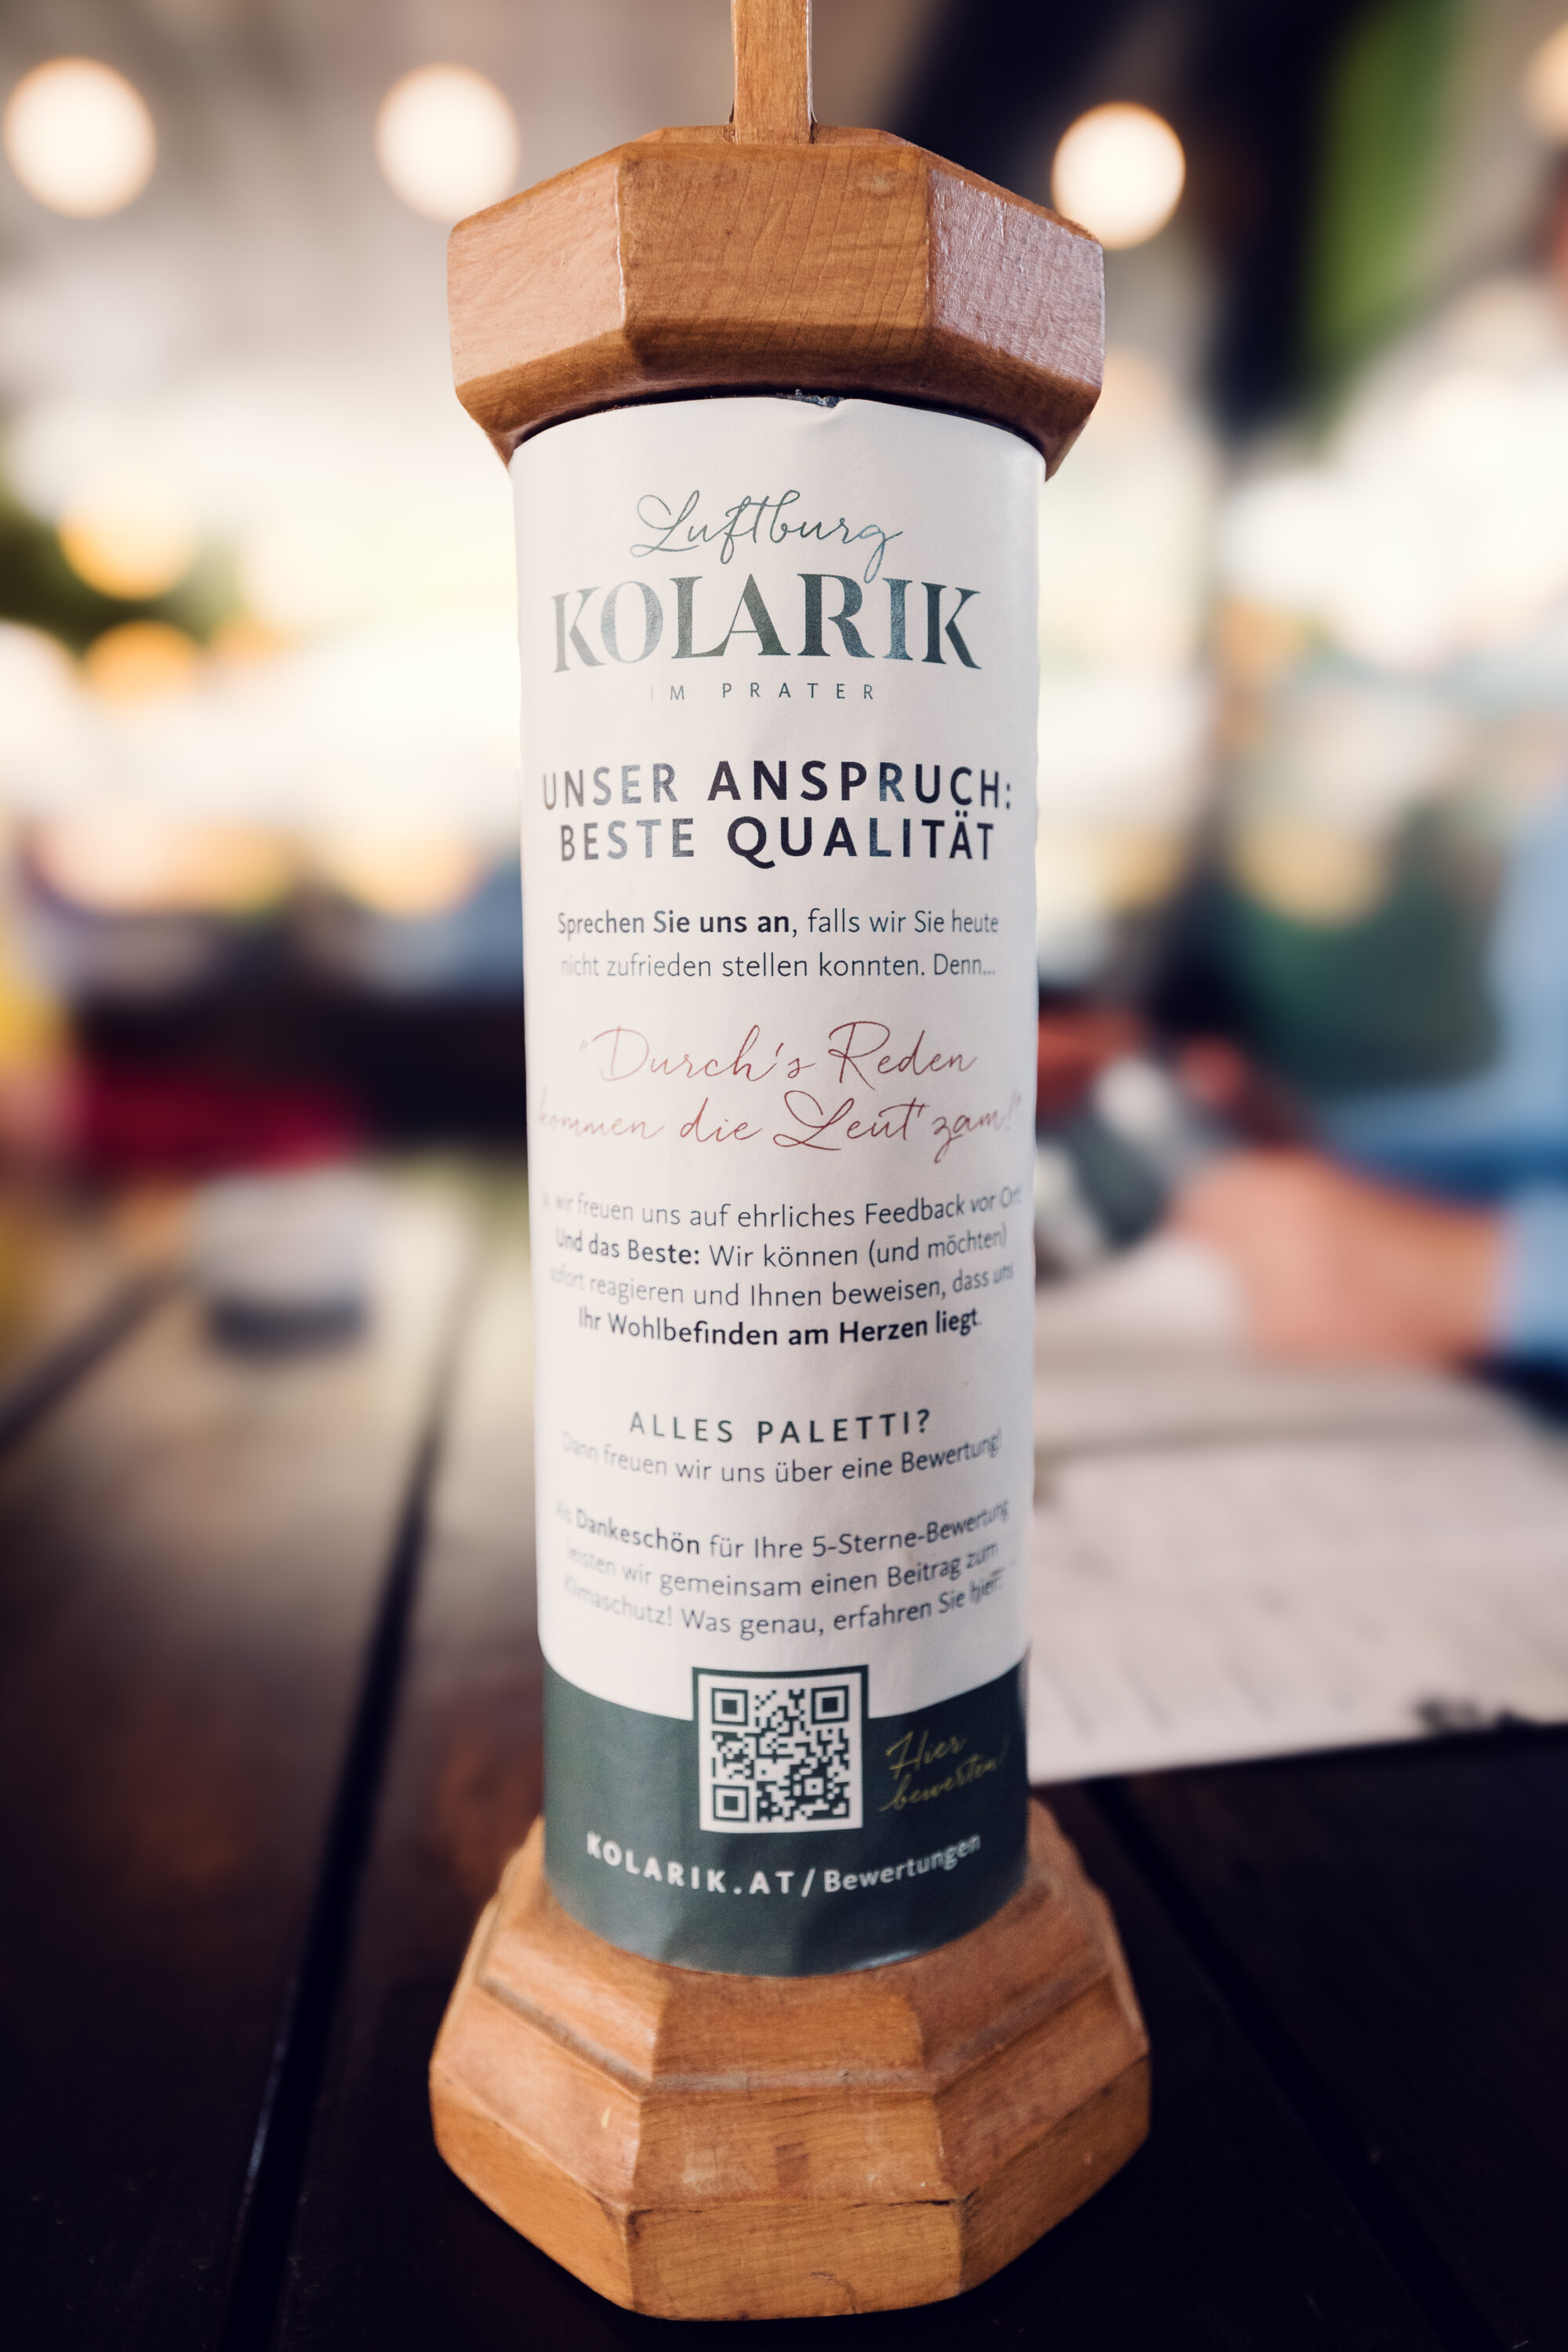 Luftburg
KOLARIK
IM PRATER
UNSER ANSPRUCH:
BESTE QUALITÄT
Sprechen Sie uns an, falls wir Sie heute
nicht zufrieden stellen konnten. Denn...
"Durch's Reden
kommen die Leut' zam!"
wir freuen uns auf ehrliches Feedback vor Ort!
Und das Beste: Wir können (und möchten)
sofort reagieren und Ihnen beweisen, dass uns
Ihr Wohlbefinden am Herzen liegt.
ALLES PALETTI?
Dann freuen wir uns über eine Bewertung!
Als Dankeschön für Ihre 5-Sterne-Bewertung
leisten wir gemeinsam einen Beitrag zum
Klimaschutz! Was genau, erfahren Sie hier:
Hier
bewerten
KOLARIK.AT/Bewertungen